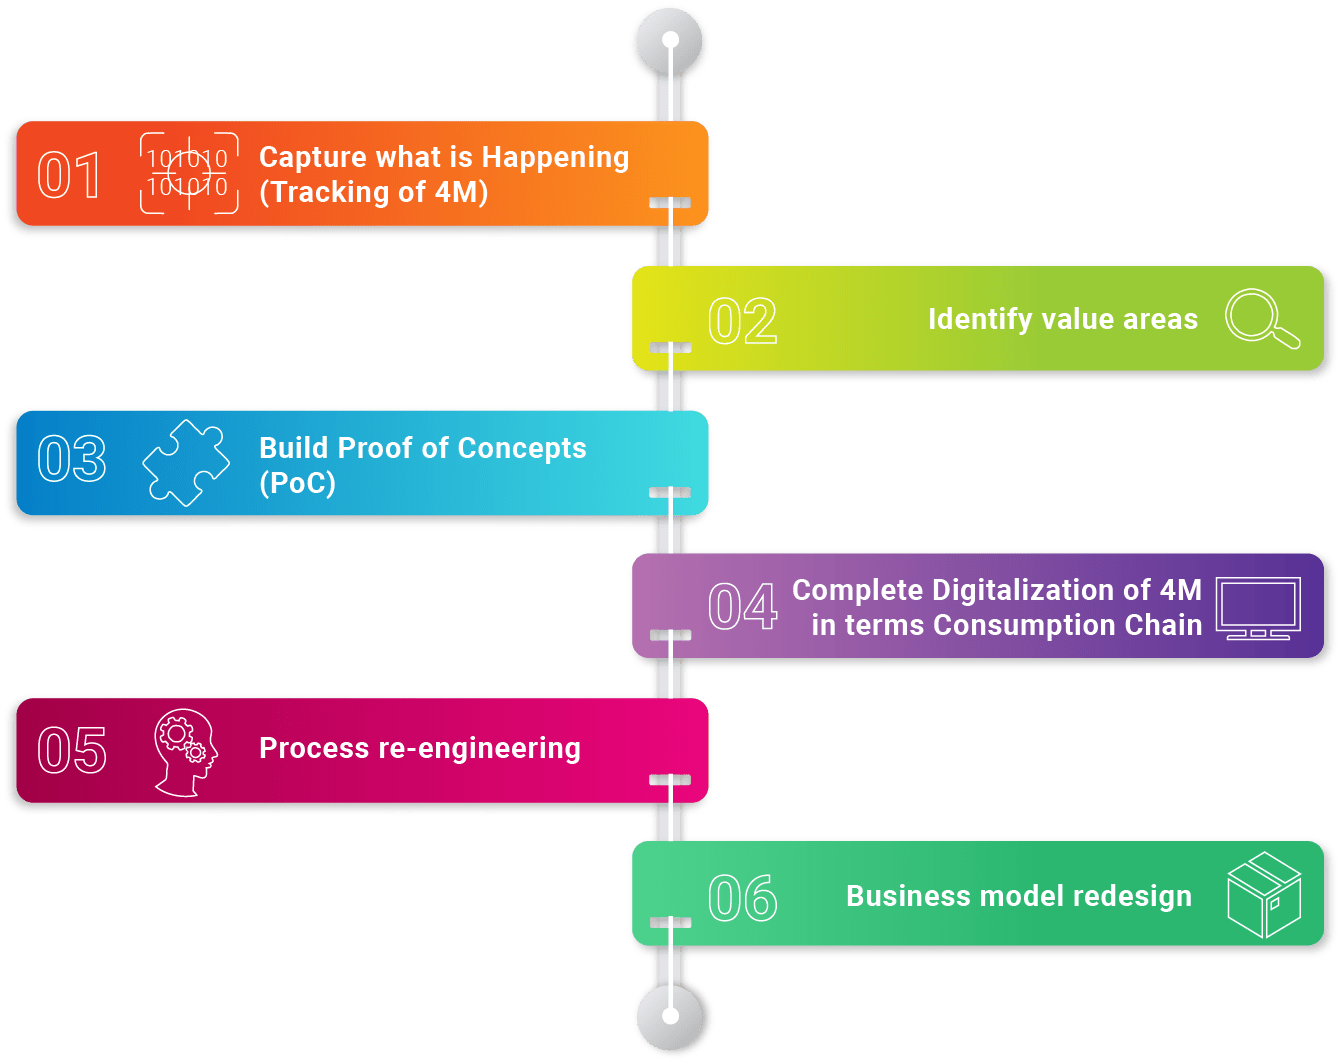 01
101010
101010
Capture what is Happening
(Tracking of 4M)
02
Identify value areas
03
Build Proof of Concepts
(PoC)
04
Complete Digitalization of 4M
in terms Consumption Chain
05
Process re-engineering
06
Business model redesign